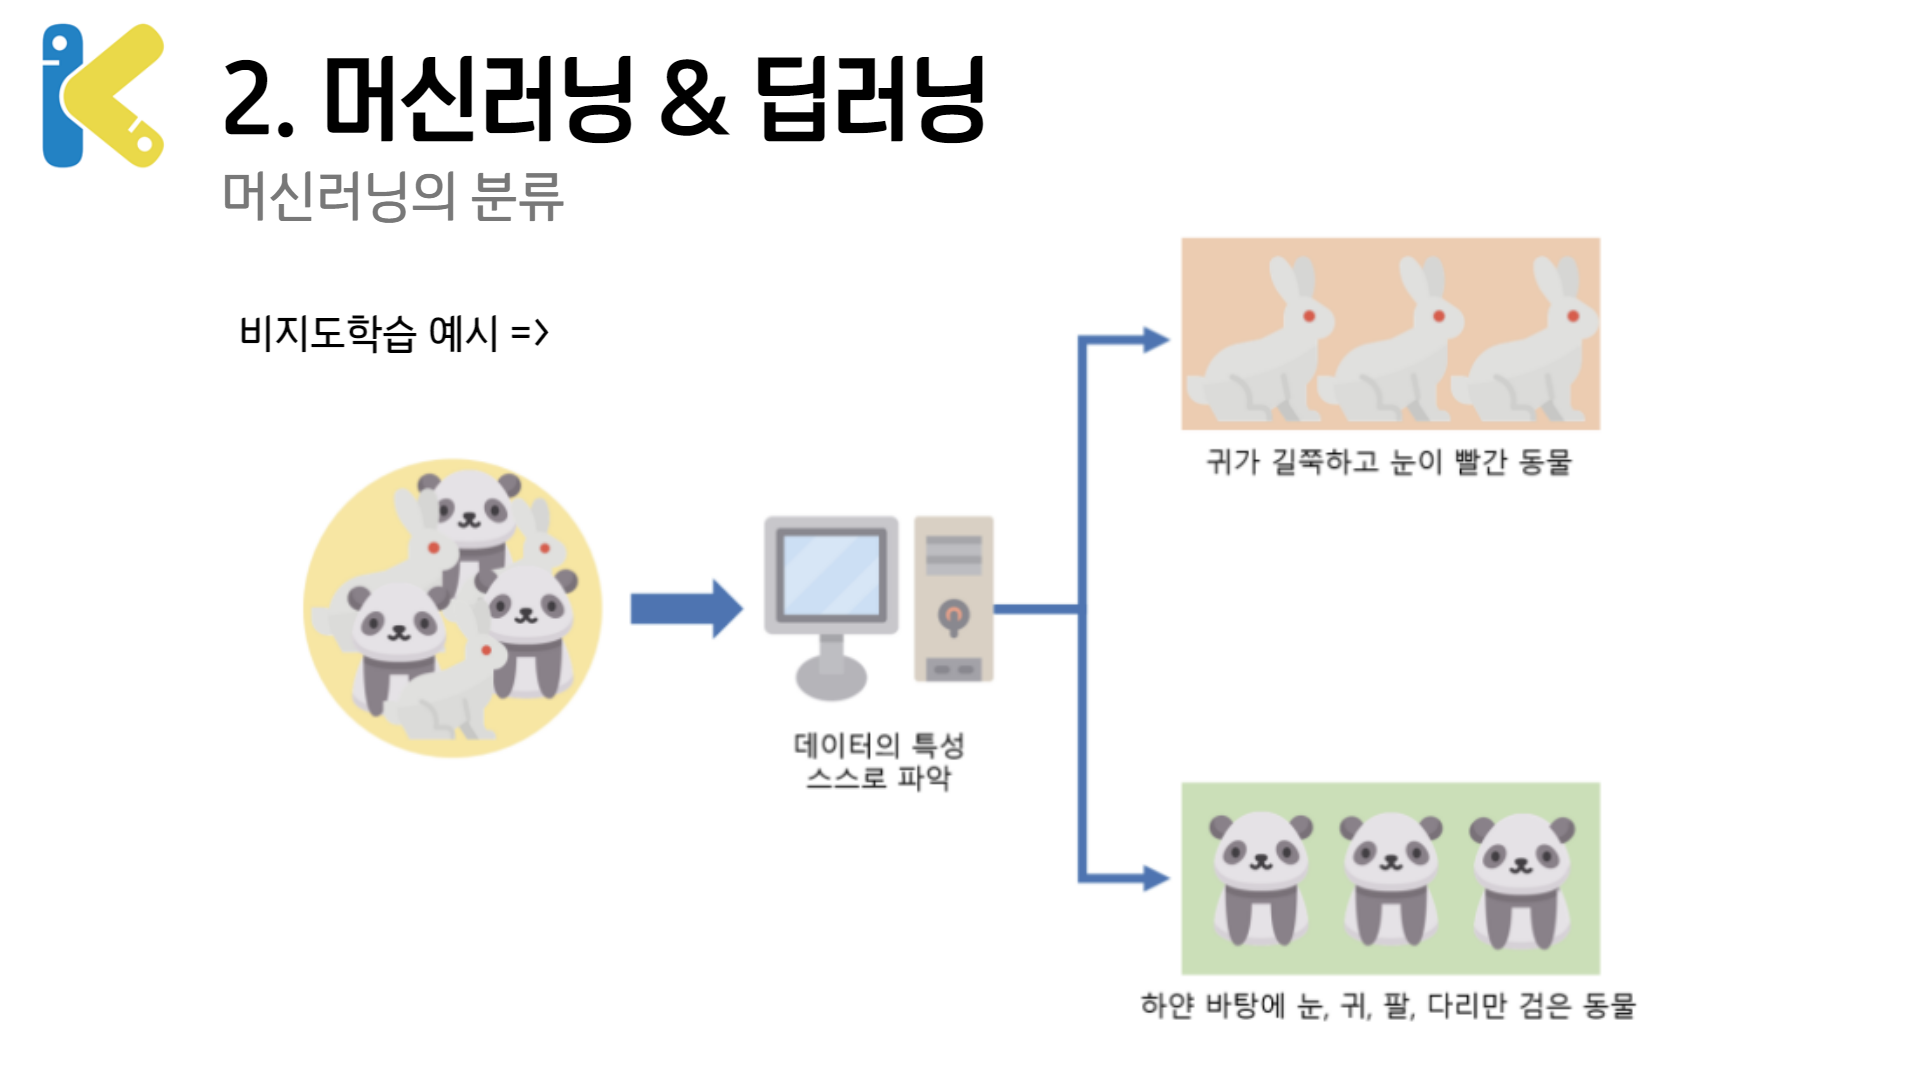 2. 머신러닝 & 딥러닝
머신러닝의 분류
비지도학습 예시 =>
귀가 길쭉하고 눈이 빨간 동물
데이터의 특성
스스로 파악
하얀 바탕에 눈, 귀, 팔, 다리만 검은 동물